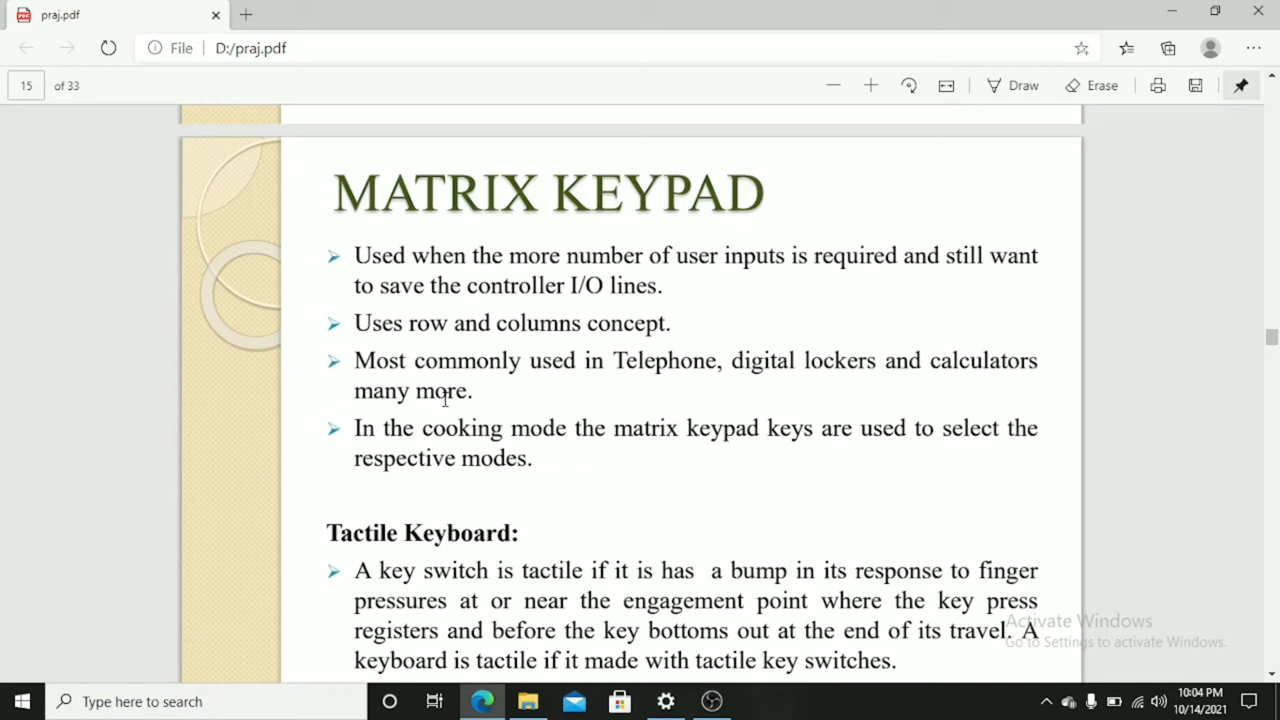 praj.pdf
File D:/praj.pdf
15 of 33 Draw Erase
MATRIX KEYPAD
Used when the more number of user inputs is required and still want
to save the controller I/O lines.
Uses row and columns concept.
Most commonly used in Telephone, digital lockers and calculators
many more.
In the cooking mode the matrix keypad keys are used to select the
respective modes.
Tactile Keyboard:
A key switch is tactile if it is has a bump in its response to finger
pressures at or near the engagement point where the key press
registers and before the key bottoms out at the end of its travel. A
keyboard is tactile if it made with tactile key switches.
Activate Windows
Go to Settings to activate Windows.
Type here to search
10:04 PM
10/14/2021